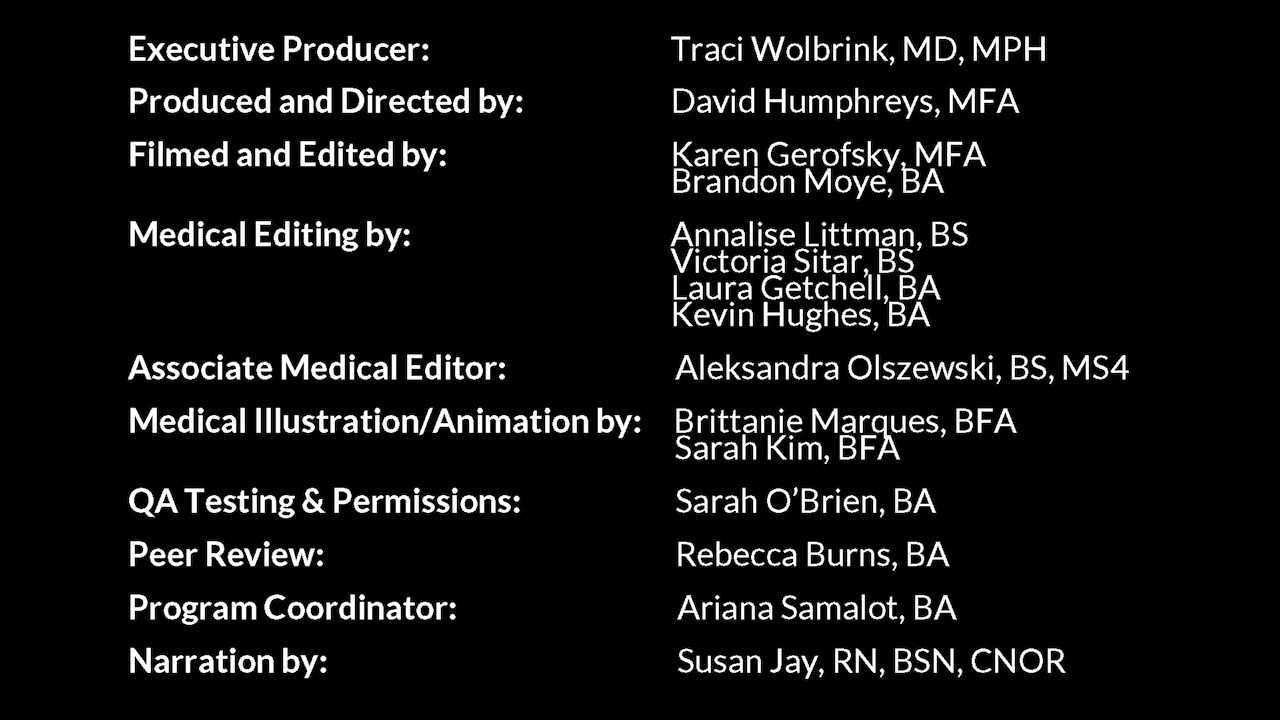 Executive Producer: Traci Wolbrink, MD, MPH
Produced and Directed by: David Humphreys, MFA
Filmed and Edited by: Karen Gerofsky, MFA
Brandon Moye, BA
Medical Editing by: Annalise Littman, BS
Victoria Sitar, BS
Laura Getchell, BA
Kevin Hughes, BA
Associate Medical Editor: Aleksandra Olszewski, BS, MS4
Medical Illustration/Animation by: Brittanie Marques, BFA
Sarah Kim, BFA
QA Testing & Permissions: Sarah O’Brien, BA
Peer Review: Rebecca Burns, BA
Program Coordinator: Ariana Samalot, BA
Narration by: Susan Jay, RN, BSN, CNOR